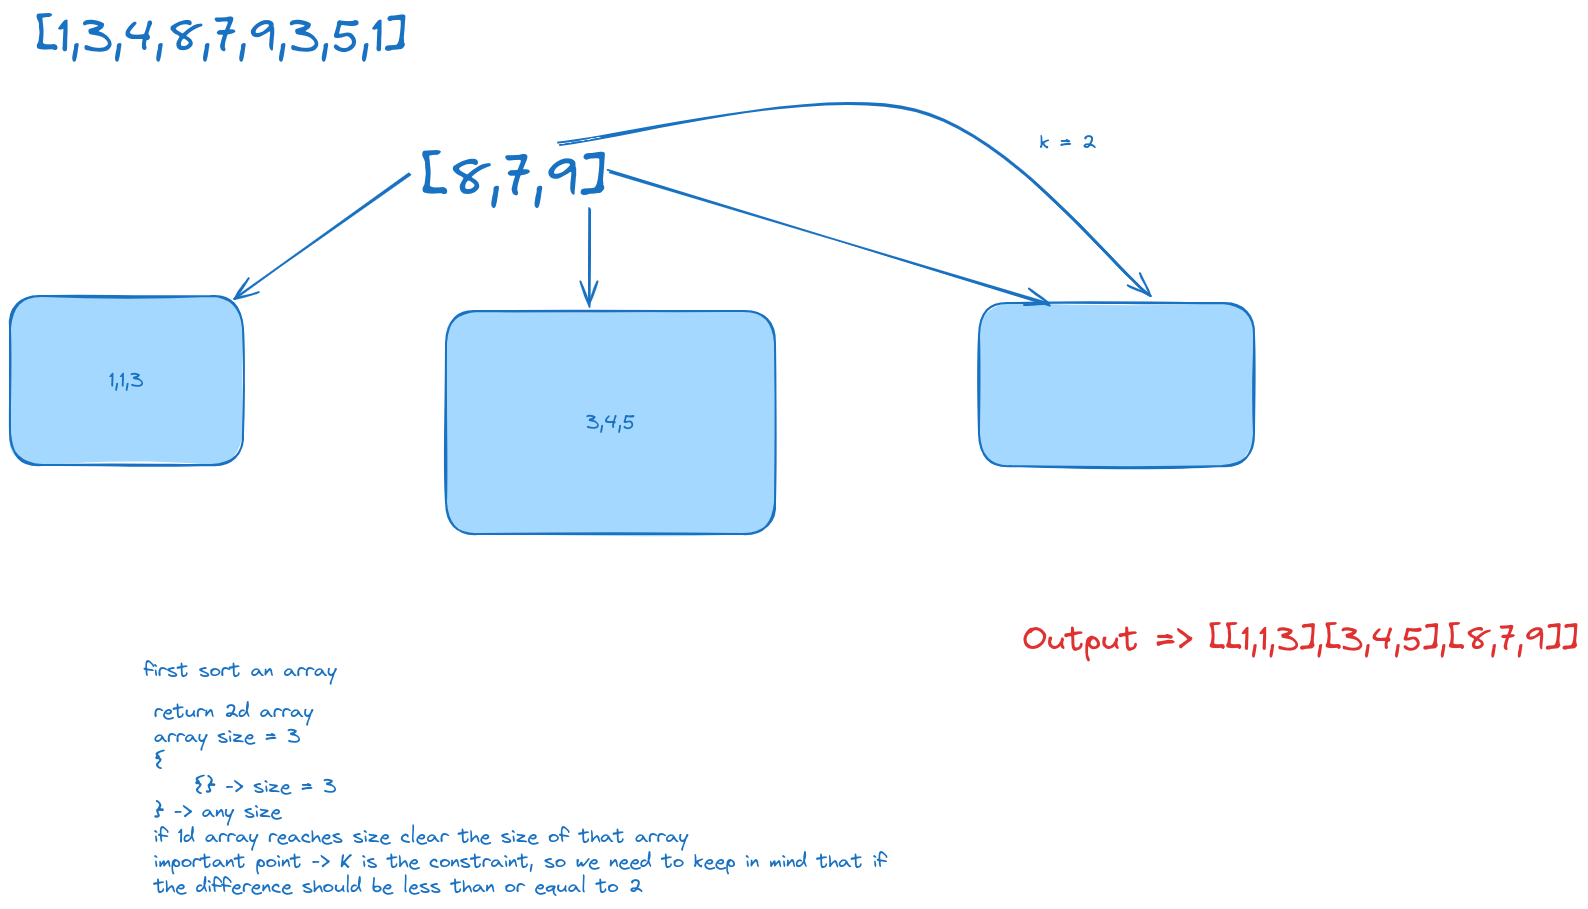 [1,3,4,8,7,9,3,5,1]
k = 2
[8,7,9]
1,1,3
3,4,5
Output => [[1,1,3],[3,4,5],[8,7,9]]
first sort an array
return 2d array
array size = 3
{
{} -> size = 3
} -> any size
if 1d array reaches size clear the size of that array
important point -> K is the constraint, so we need to keep in mind that if
the difference should be less than or equal to 2